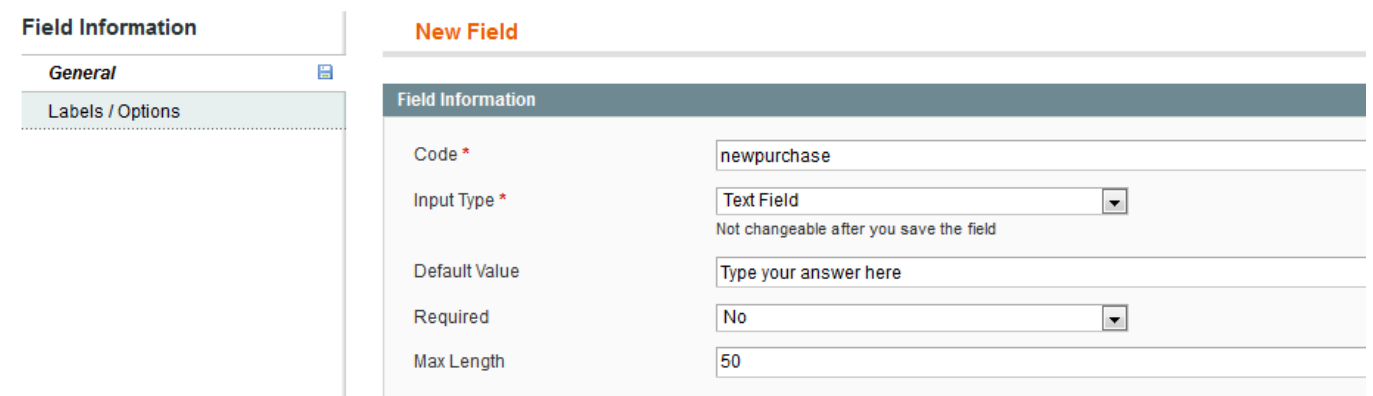 Field Information
General
Labels / Options
New Field
Field Information
Code *
newpurchase
Input Type *
Text Field
Not changeable after you save the field
Default Value
Type your answer here
Required
No
Max Length
50